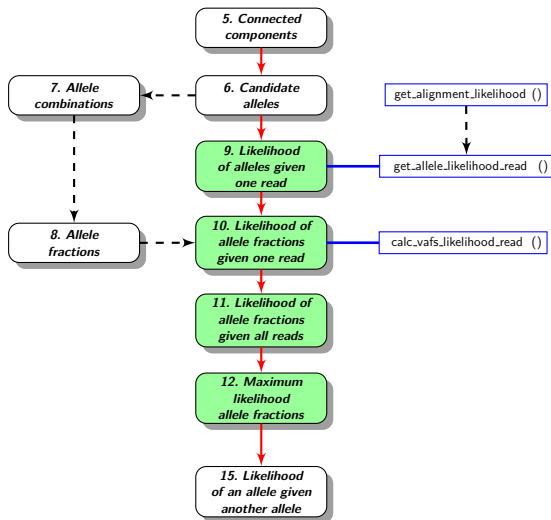 5. Connected
components
7. Allele
combinations
6. Candidate
alleles
get_alignment_likelihood ()
9. Likelihood
of alleles given
one read
get_allele_likelihood_read ()
8. Allele
fractions
10. Likelihood of
allele fractions
given one read
calc_vafs_likelihood_read ()
11. Likelihood of
allele fractions
given all reads
12. Maximum
likelihood
allele fractions
15. Likelihood
of an allele given
another allele